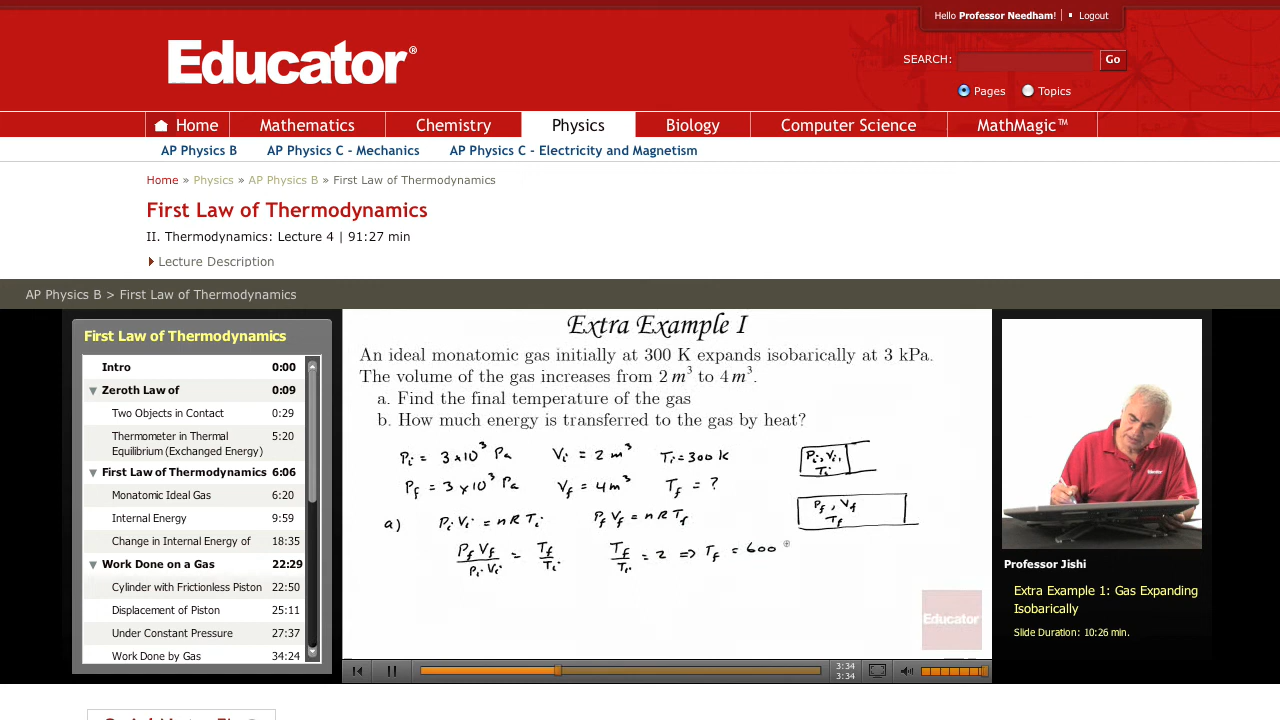 Hello Professor Needham! | Logout
Educator®
SEARCH: Go
Pages Topics
Home Mathematics Chemistry Physics Biology Computer Science MathMagic™
AP Physics B AP Physics C - Mechanics AP Physics C - Electricity and Magnetism
Home » Physics » AP Physics B » First Law of Thermodynamics
First Law of Thermodynamics
II. Thermodynamics: Lecture 4 | 91:27 min
Lecture Description
AP Physics B > First Law of Thermodynamics
First Law of Thermodynamics
Intro 0:00
Zeroth Law of 0:09
Two Objects in Contact 0:29
Thermometer in Thermal 5:20
Equilibrium (Exchanged Energy)
First Law of Thermodynamics 6:06
Monatomic Ideal Gas 6:20
Internal Energy 9:59
Change in Internal Energy of 18:35
Work Done on a Gas 22:29
Cylinder with Frictionless Piston 22:50
Displacement of Piston 25:11
Under Constant Pressure 27:37
Work Done by Gas 34:24
Extra Example I
An ideal monatomic gas initially at 300 K expands isobarically at 3 kPa.
The volume of the gas increases from 2 m³ to 4 m³.
a. Find the final temperature of the gas
b. How much energy is transferred to the gas by heat?
Pi = 3x10³ Pa Vi = 2 m³ Ti = 300 K
Pi, Vi,
Ti
Pf = 3x10³ Pa Vf = 4m³ Tf = ?
Pf, Vf
Tf
a) Pi Vi = nRTi Pf Vf = nRTf
Pf Vf / Pi Vi = Tf / Ti Tf / Ti = 2 ⇒ Tf = 600
Educator
3:34
3:34
Educator
Professor Jishi
Extra Example 1: Gas Expanding
Isobarically
Slide Duration: 10:26 min.